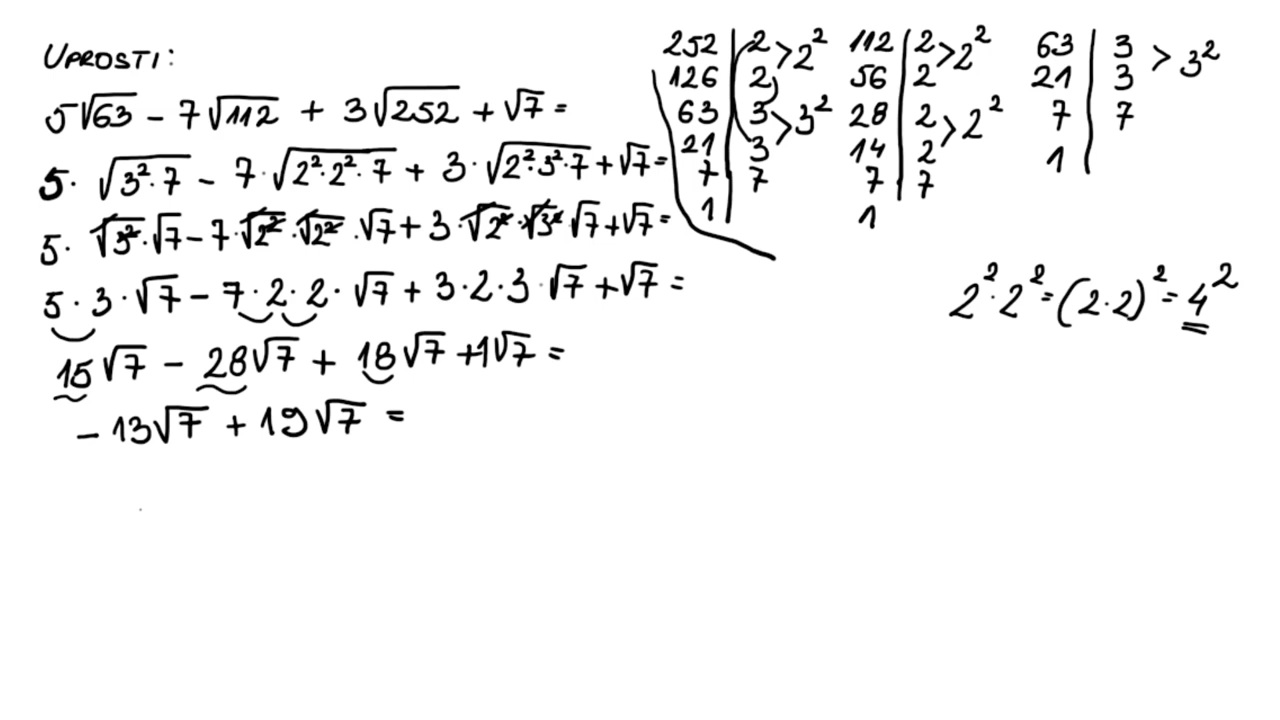 UPROSTI:
5√63 - 7√112 + 3√252 + √7 =
5· √3²·7 - 7·√2²·2²·7 + 3·√2²·3²·7 + √7 =
5· √3²·√7 - 7·√2²·√2²·√7 + 3·√2²·√3²·√7 + √7 =
5·3·√7 - 7·2·2·√7 + 3·2·3·√7 + √7 =
15√7 - 28√7 + 18√7 + 1√7 =
- 13√7 + 19√7 =
252 | 2 > 2²
126 | 2
63 | 3 > 3²
21 | 3
7 | 7
1 |
112 | 2 > 2²
56 | 2
28 | 2 > 2²
14 | 2
7 | 7
1
63 | 3 > 3²
21 | 3
7 | 7
1 |
2²·2² = (2·2)² = 4²